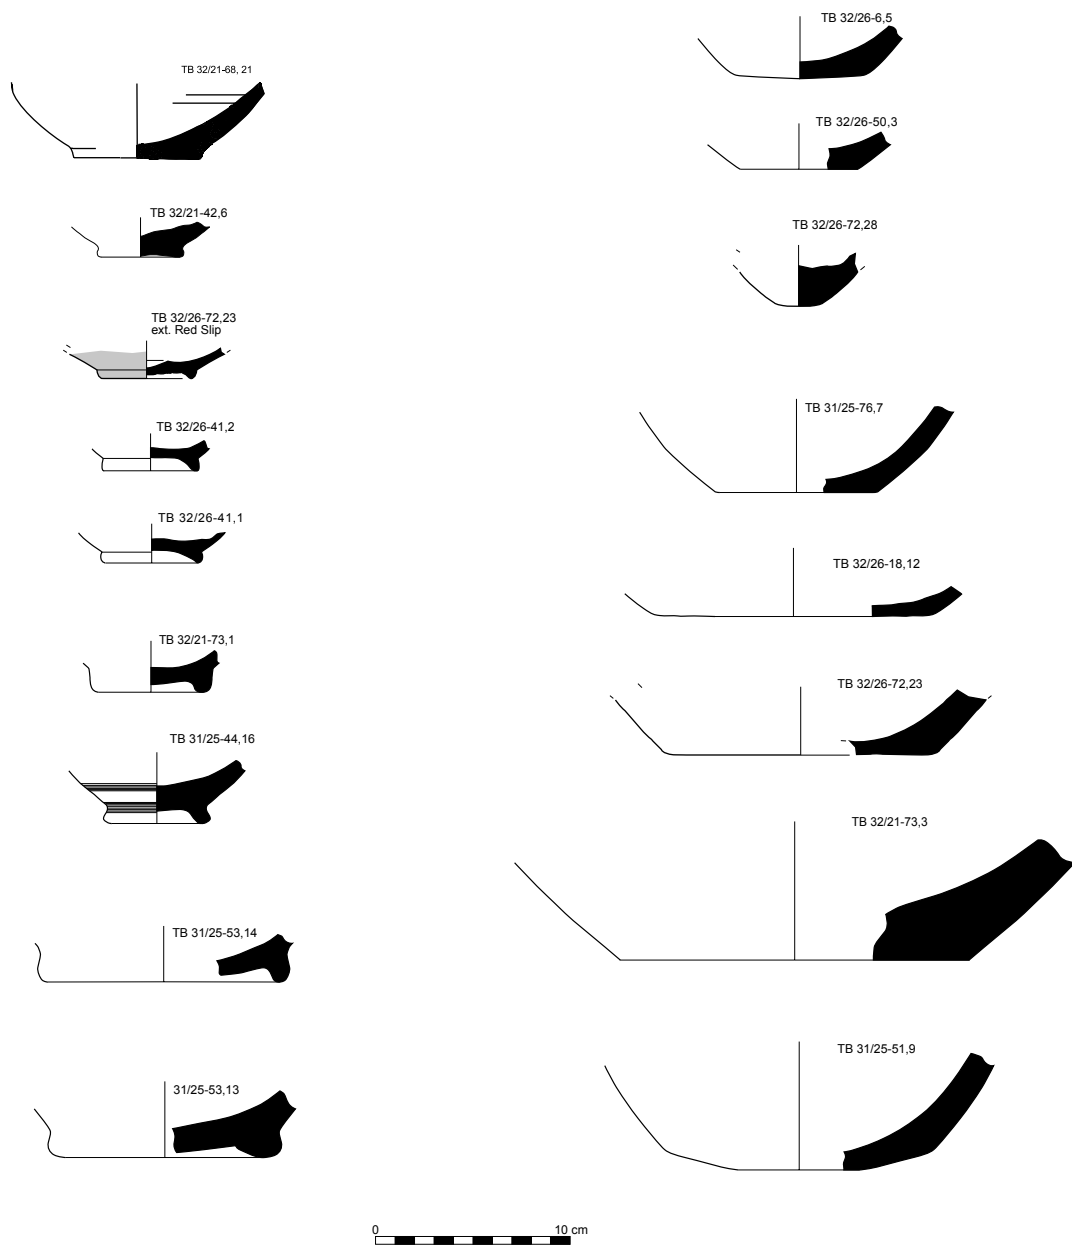 TB 32/21-68, 21
TB 32/21-42,6
TB 32/26-72,23
ext. Red Slip
TB 32/26-41,2
TB 32/26-41,1
TB 32/21-73,1
TB 31/25-44,16
TB 31/25-53,14
31/25-53,13
TB 32/26-6,5
TB 32/26-50,3
TB 32/26-72,28
TB 31/25-76,7
TB 32/26-18,12
TB 32/26-72,23
TB 32/21-73,3
TB 31/25-51,9
0 10 cm